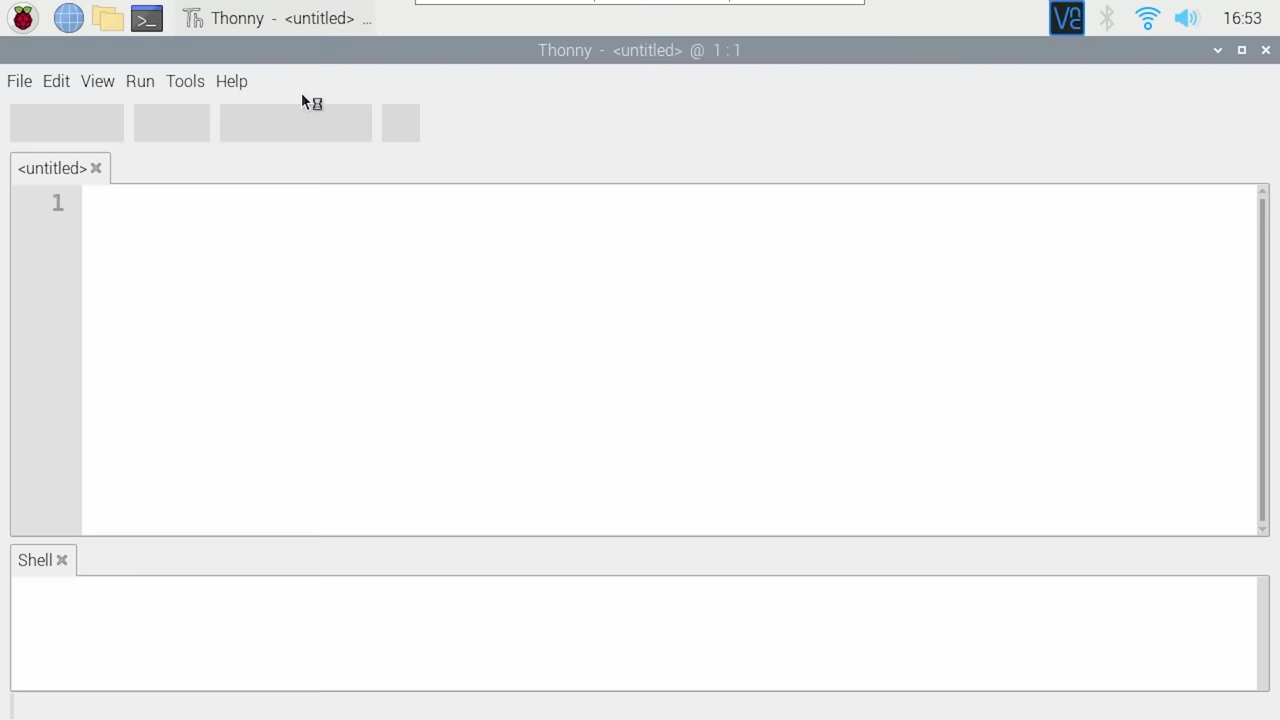 Thonny - <untitled> ...
16:53
Thonny - <untitled> @ 1 : 1
File Edit View Run Tools Help
<untitled>
1
Shell